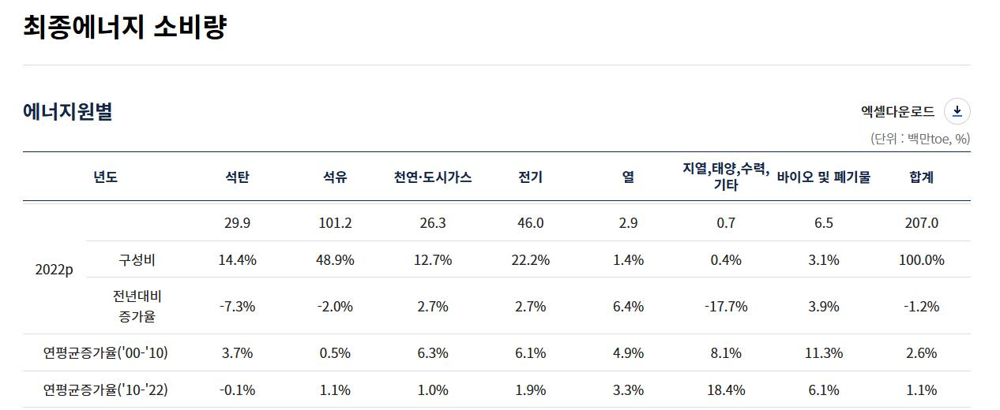 최종에너지 소비량
에너지원별
엑셀다운로드
(단위 : 백만toe, %)
년도 석탄 석유 천연·도시가스 전기 열 지열,태양,수력, 기타 바이오 및 폐기물 합계
29.9 101.2 26.3 46.0 2.9 0.7 6.5 207.0
2022p 구성비 14.4% 48.9% 12.7% 22.2% 1.4% 0.4% 3.1% 100.0%
전년대비 증가율 -7.3% -2.0% 2.7% 2.7% 6.4% -17.7% 3.9% -1.2%
연평균증가율('00-'10) 3.7% 0.5% 6.3% 6.1% 4.9% 8.1% 11.3% 2.6%
연평균증가율('10-'22) -0.1% 1.1% 1.0% 1.9% 3.3% 18.4% 6.1% 1.1%